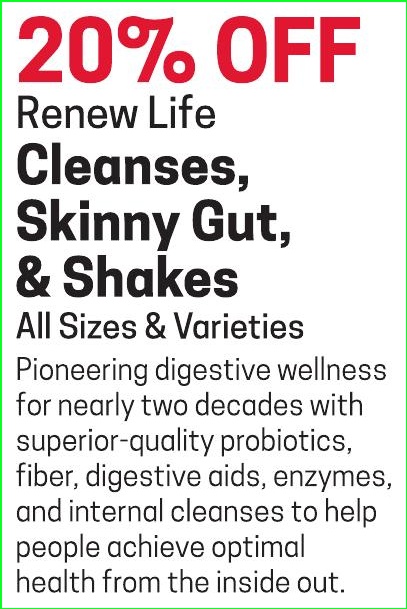 20% OFF
Renew Life
Cleanses,
Skinny Gut,
& Shakes
All Sizes & Varieties
Pioneering digestive wellness
for nearly two decades with
superior-quality probiotics,
fiber, digestive aids, enzymes,
and internal cleanses to help
people achieve optimal
health from the inside out.